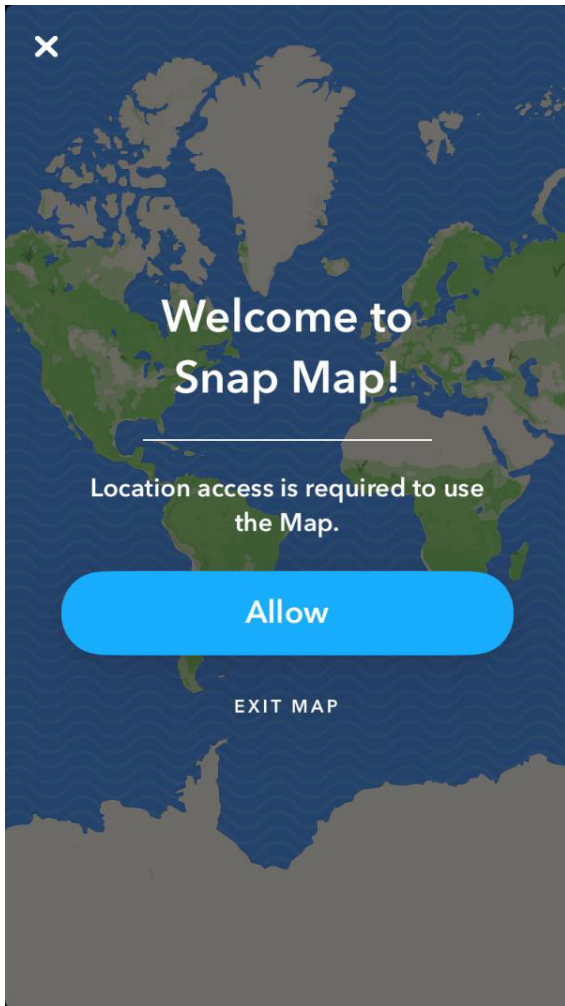 Welcome to
Snap Map!
Location access is required to use
the Map.
Allow
EXIT MAP